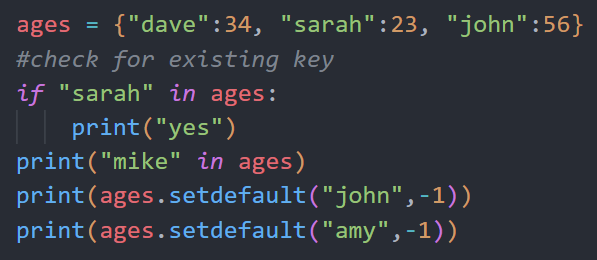 ages = {"dave":34, "sarah":23, "john":56}
#check for existing key
if "sarah" in ages:
    print("yes")
print("mike" in ages)
print(ages.setdefault("john",-1))
print(ages.setdefault("amy",-1))